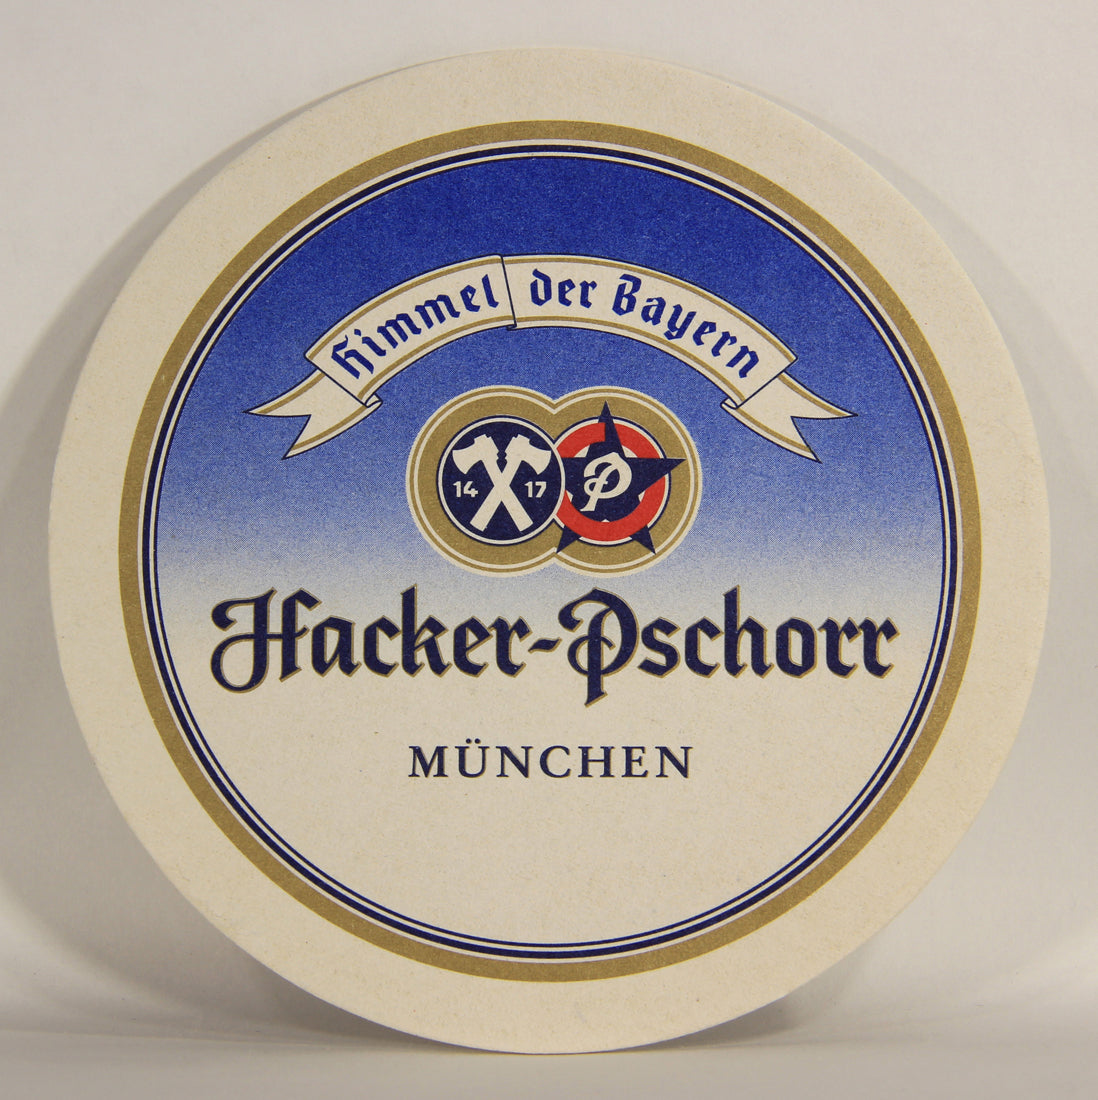 Himmel der Bayern
14 17 P
Hacker-Pschorr
MÜNCHEN